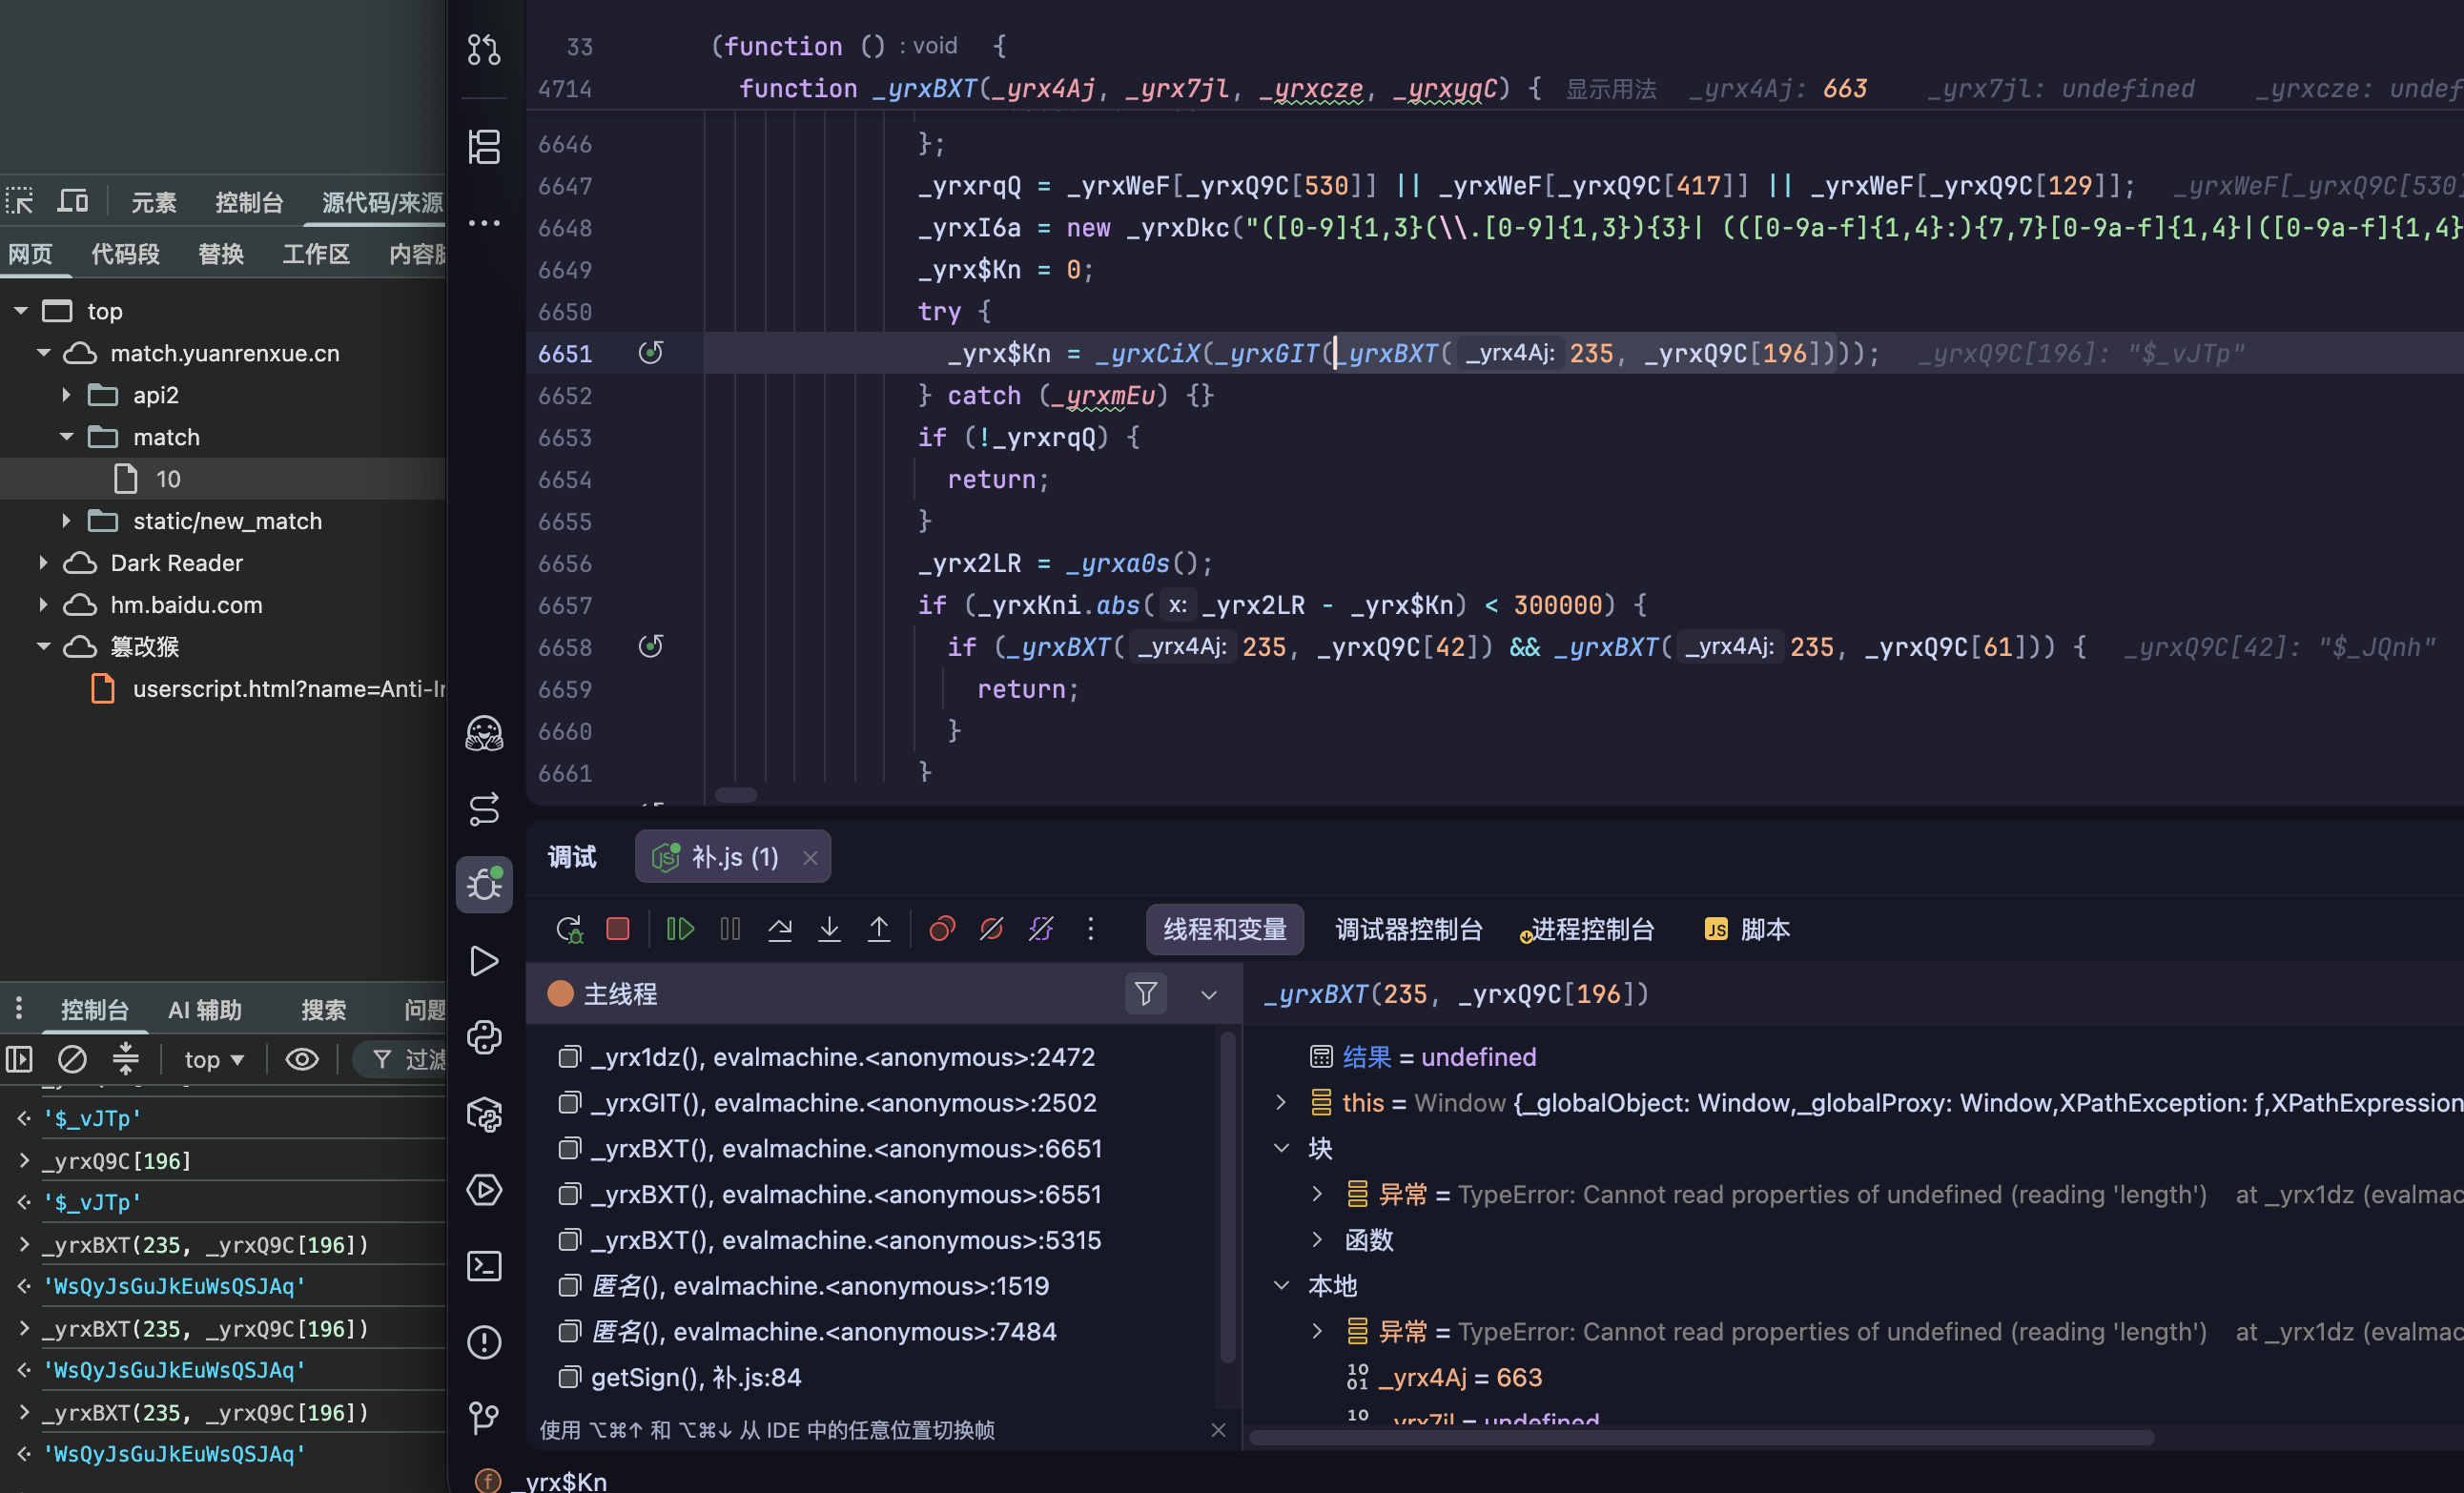 元素 控制台 源代码/来源
网页 代码段 替换 工作区 内容脚
top
match.yuanrenxue.cn
api2
match
10
static/new_match
Dark Reader
hm.baidu.com
篡改猴
userscript.html?name=Anti-In
控制台 AI 辅助 搜索 问题
top ▼ 过滤
'$_vJTp'
_yrxQ9C[196]
'$_vJTp'
_yrxBXT(235, _yrxQ9C[196])
'WsQyJsGuJkEuWsQSJAq'
_yrxBXT(235, _yrxQ9C[196])
'WsQyJsGuJkEuWsQSJAq'
_yrxBXT(235, _yrxQ9C[196])
'WsQyJsGuJkEuWsQSJAq'
33 (function () : void {
4714 function _yrxBXT(_yrx4Aj, _yrx7jl, _yrxcze, _yrxyqC) { 显示用法 _yrx4Aj: 663 _yrx7jl: undefined _yrxcze: undef
6646 };
6647 _yrxrqQ = _yrxWeF[_yrxQ9C[530]] || _yrxWeF[_yrxQ9C[417]] || _yrxWeF[_yrxQ9C[129]]; _yrxWeF[_yrxQ9C[530]
6648 _yrxI6a = new _yrxDkc("([0-9]{1,3}(\\.[0-9]{1,3}){3}| (([0-9a-f]{1,4}:){7,7}[0-9a-f]{1,4}|([0-9a-f]{1,4}
6649 _yrx$Kn = 0;
6650 try {
6651 _yrx$Kn = _yrxCiX(_yrxGIT(_yrxBXT( _yrx4Aj: 235, _yrxQ9C[196]))); _yrxQ9C[196]: "$_vJTp"
6652 } catch (_yrxmEu) {}
6653 if (!_yrxrqQ) {
6654 return;
6655 }
6656 _yrx2LR = _yrxa0s();
6657 if (_yrxKni.abs( x: _yrx2LR - _yrx$Kn) < 300000) {
6658 if (_yrxBXT( _yrx4Aj: 235, _yrxQ9C[42]) && _yrxBXT( _yrx4Aj: 235, _yrxQ9C[61])) { _yrxQ9C[42]: "$_JQnh"
6659 return;
6660 }
6661 }
调试 补.js (1)
线程和变量 调试器控制台 进程控制台 JS 脚本
主线程
_yrx1dz(), evalmachine.<anonymous>:2472
_yrxGIT(), evalmachine.<anonymous>:2502
_yrxBXT(), evalmachine.<anonymous>:6651
_yrxBXT(), evalmachine.<anonymous>:6551
_yrxBXT(), evalmachine.<anonymous>:5315
匿名(), evalmachine.<anonymous>:1519
匿名(), evalmachine.<anonymous>:7484
getSign(), 补.js:84
使用 ⌥⌘↑ 和 ⌥⌘↓ 从 IDE 中的任意位置切换帧
_yrxBXT(235, _yrxQ9C[196])
结果 = undefined
this = Window {_globalObject: Window,_globalProxy: Window,XPathException: ƒ,XPathExpression
块
异常 = TypeError: Cannot read properties of undefined (reading 'length') at _yrx1dz (evalmac
函数
本地
异常 = TypeError: Cannot read properties of undefined (reading 'length') at _yrx1dz (evalmac
_yrx4Aj = 663
_yrx7jl = undefined
_yrx$Kn